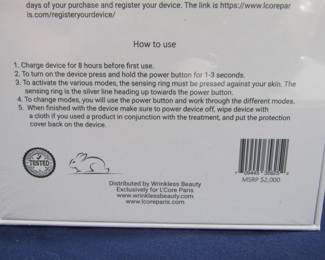 days of your purchase and register your device. The link is https://www.lcorepar
is.com/registeryourdevice/
How to use
1. Charge device for 8 hours before first use.
2. To turn on the device press and hold the power button for 1-3 seconds.
3. To activate the various modes, the sensing ring must be pressed against your skin. The
sensing ring is the silver line heading up towards the power button.
4. To change modes, you will use the power button and work through the different modes.
5. When finished with the device make sure to power device off, wipe device with
a cloth if you used a product in conjunction with the treatment, and put the protection
cover back on the device.
TESTED
Distributed by Wrinkless Beauty
Exclusively for L'Core Paris
www.wrinklessbeauty.com
www.lcoreparis.com
MSRP $2,000